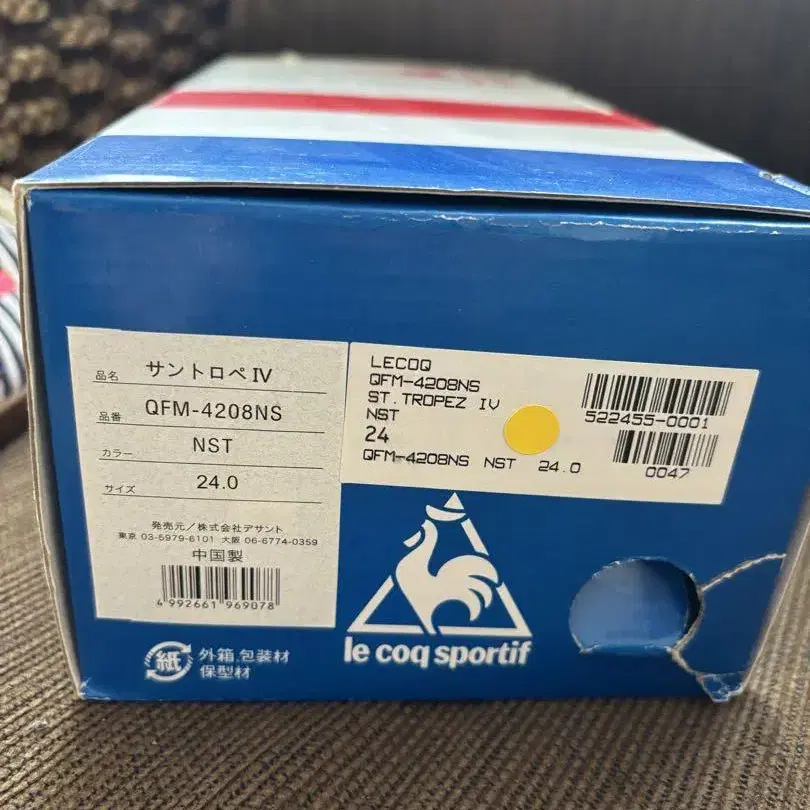 品名 サントロペⅣ
品番 QFM-4208NS
カラー NST
サイズ 24.0
発売元/株式会社デサント
東京 03-5979-6101 大阪 06-6774-0359
中国製
4 992661 969078
LECOQ
QFM-4208NS
ST.TROPEZ IV
NST
24
QFM-4208NS NST 24.0
522455-0001
0047
le coq sportif
紙 外箱、包装材
保型材